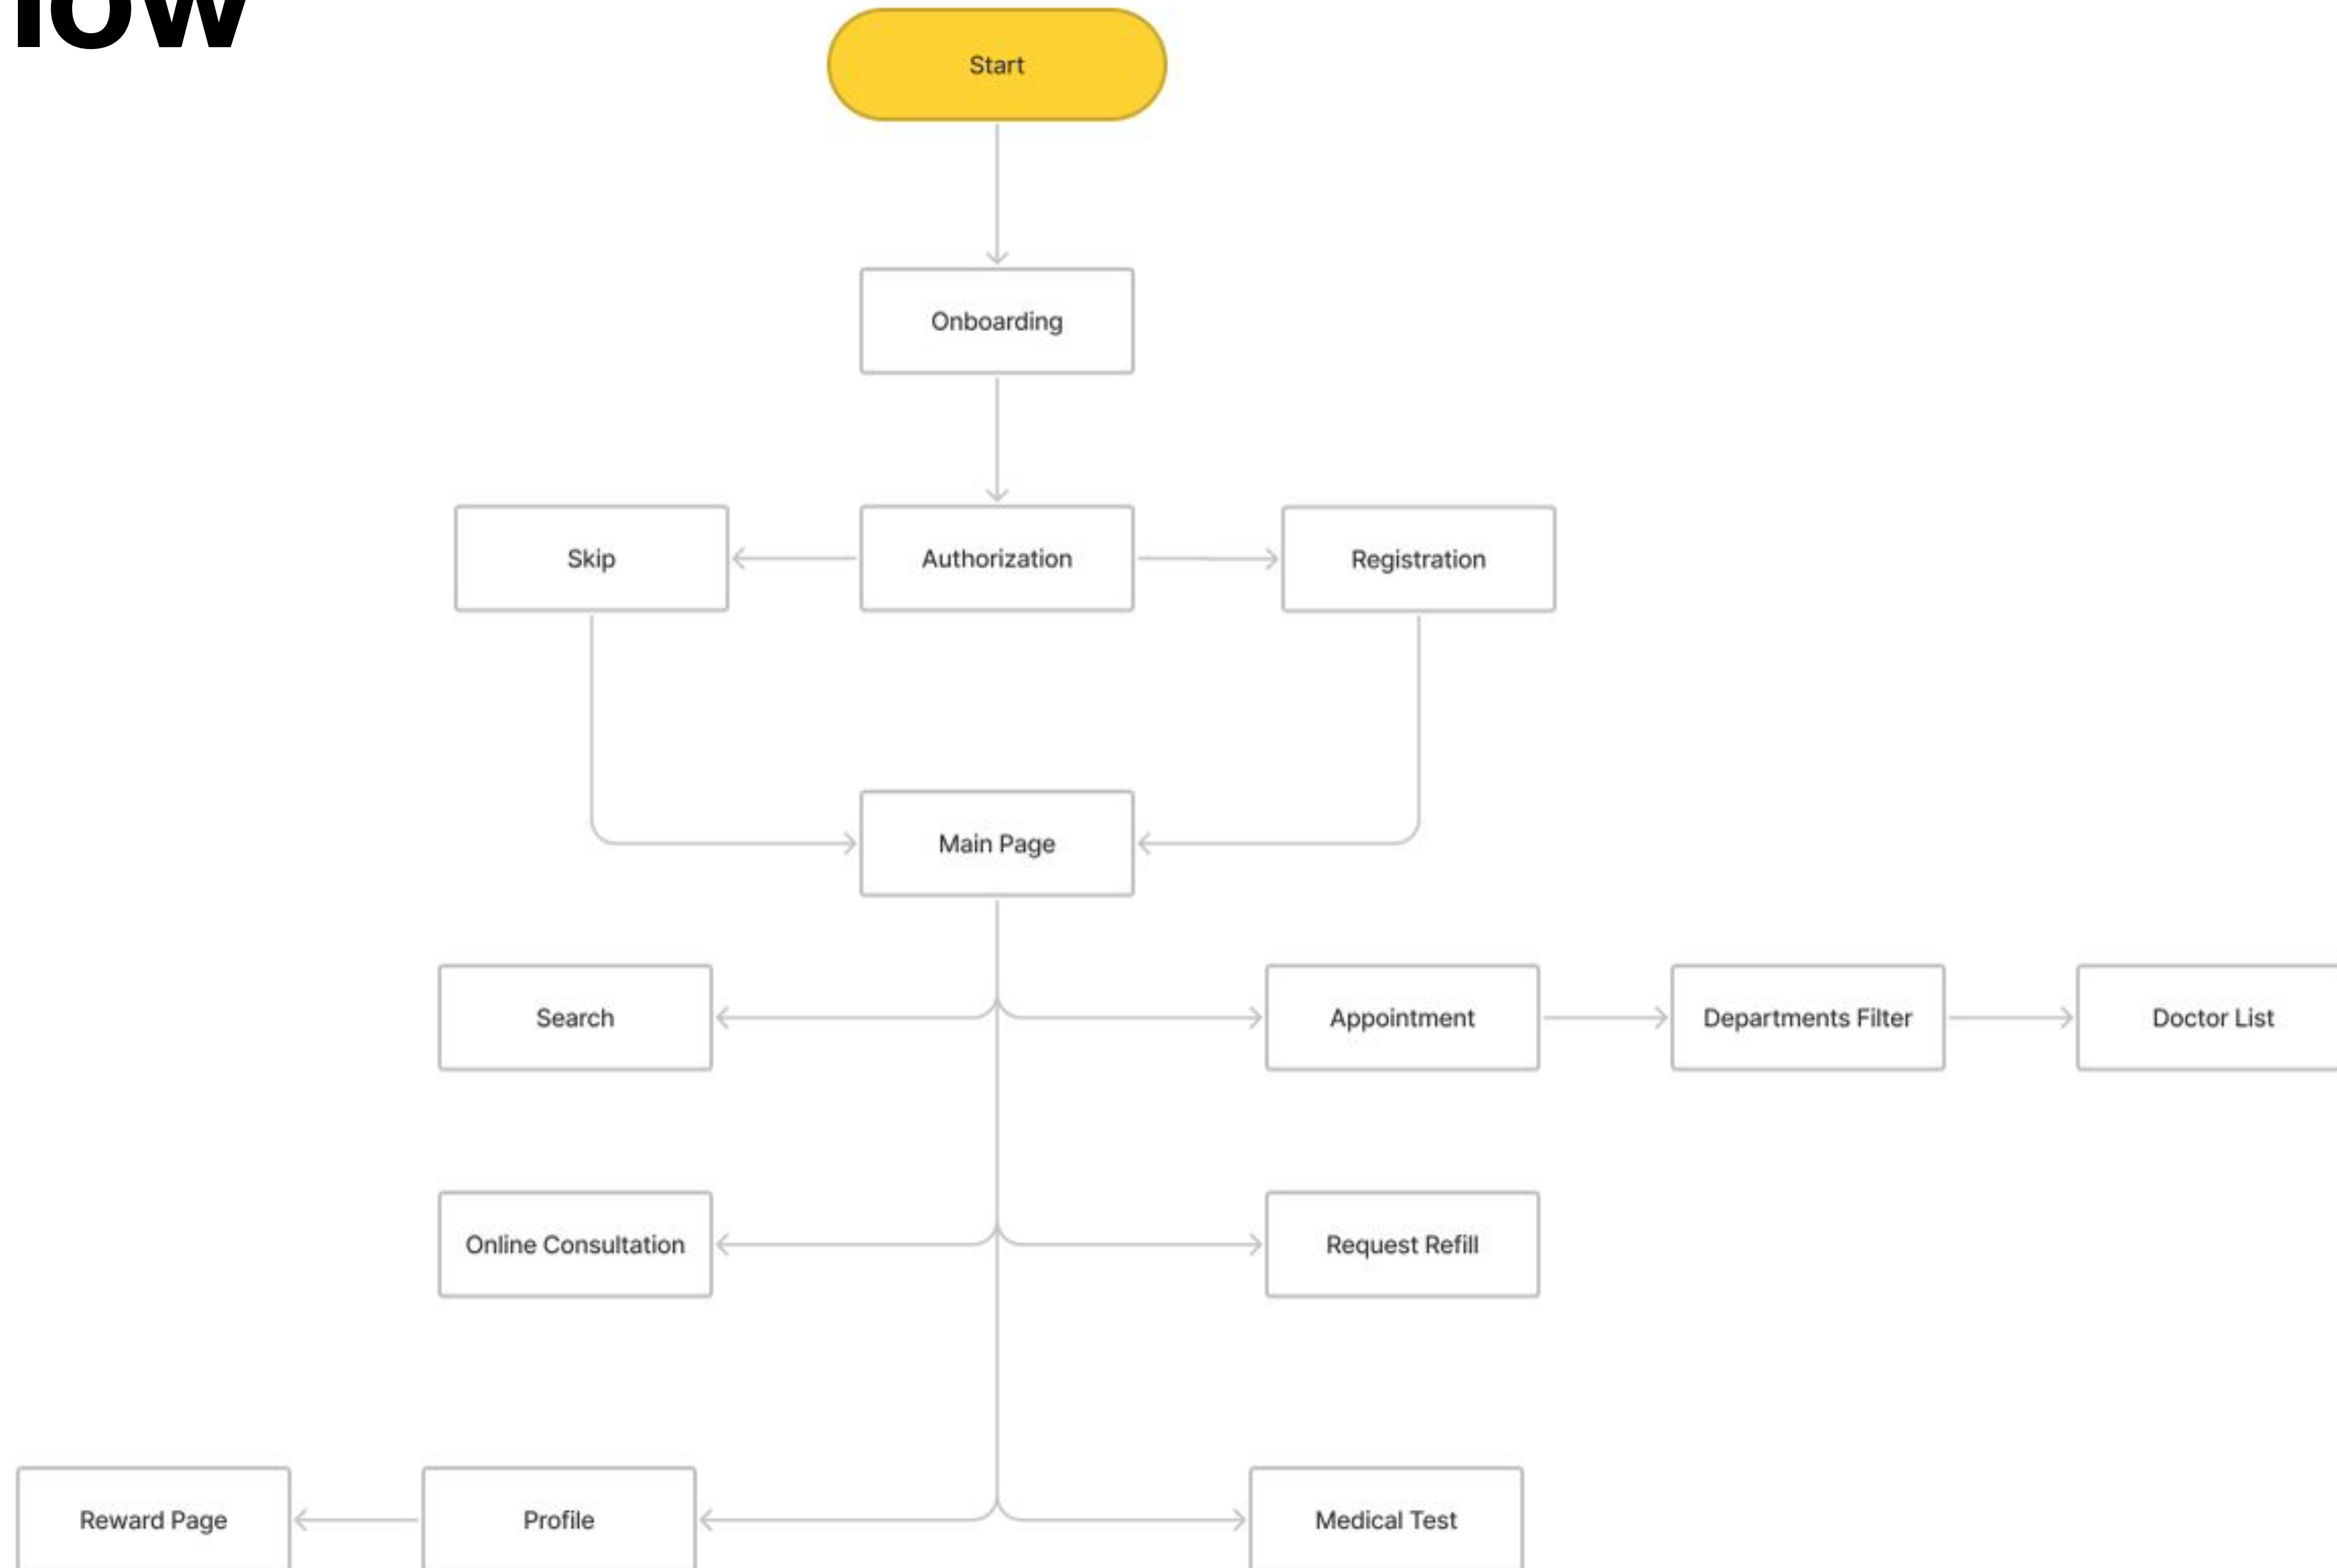 low
Start
Onboarding
Skip
Authorization
Registration
Main Page
Search
Appointment
Departments Filter
Doctor List
Online Consultation
Request Refill
Reward Page
Profile
Medical Test